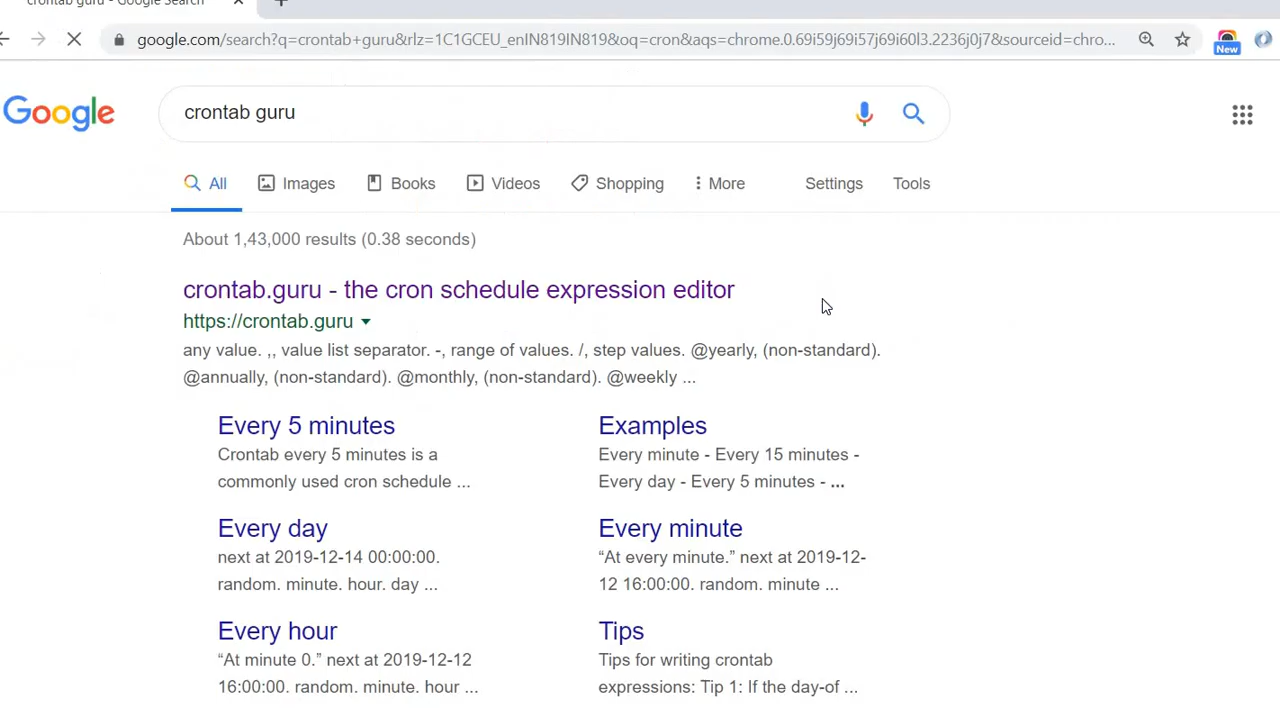 crontab guru - Google Search
google.com/search?q=crontab+guru&rlz=1C1GCEU_enIN819IN819&oq=cron&aqs=chrome.0.69i59j69i57j69i60l3.2236j0j7&sourceid=chro...
New
Google
crontab guru
All Images Books Videos Shopping More Settings Tools
About 1,43,000 results (0.38 seconds)
crontab.guru - the cron schedule expression editor
https://crontab.guru
any value. ,, value list separator. -, range of values. /, step values. @yearly, (non-standard).
@annually, (non-standard). @monthly, (non-standard). @weekly ...
Every 5 minutes
Crontab every 5 minutes is a
commonly used cron schedule ...
Examples
Every minute - Every 15 minutes -
Every day - Every 5 minutes - ...
Every day
next at 2019-12-14 00:00:00.
random. minute. hour. day ...
Every minute
“At every minute.” next at 2019-12-
12 16:00:00. random. minute ...
Every hour
“At minute 0.” next at 2019-12-12
16:00:00. random. minute. hour ...
Tips
Tips for writing crontab
expressions: Tip 1: If the day-of ...